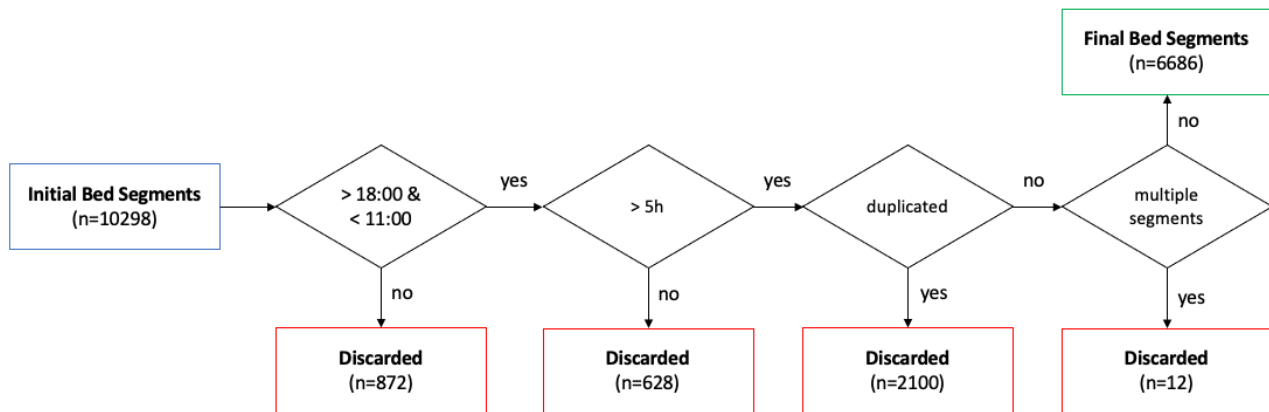 Final Bed Segments
(n=6686)
no
Initial Bed Segments
(n=10298)
> 18:00 &
< 11:00
yes
> 5h
yes
duplicated
no
multiple
segments
no
no
yes
yes
Discarded
(n=872)
Discarded
(n=628)
Discarded
(n=2100)
Discarded
(n=12)